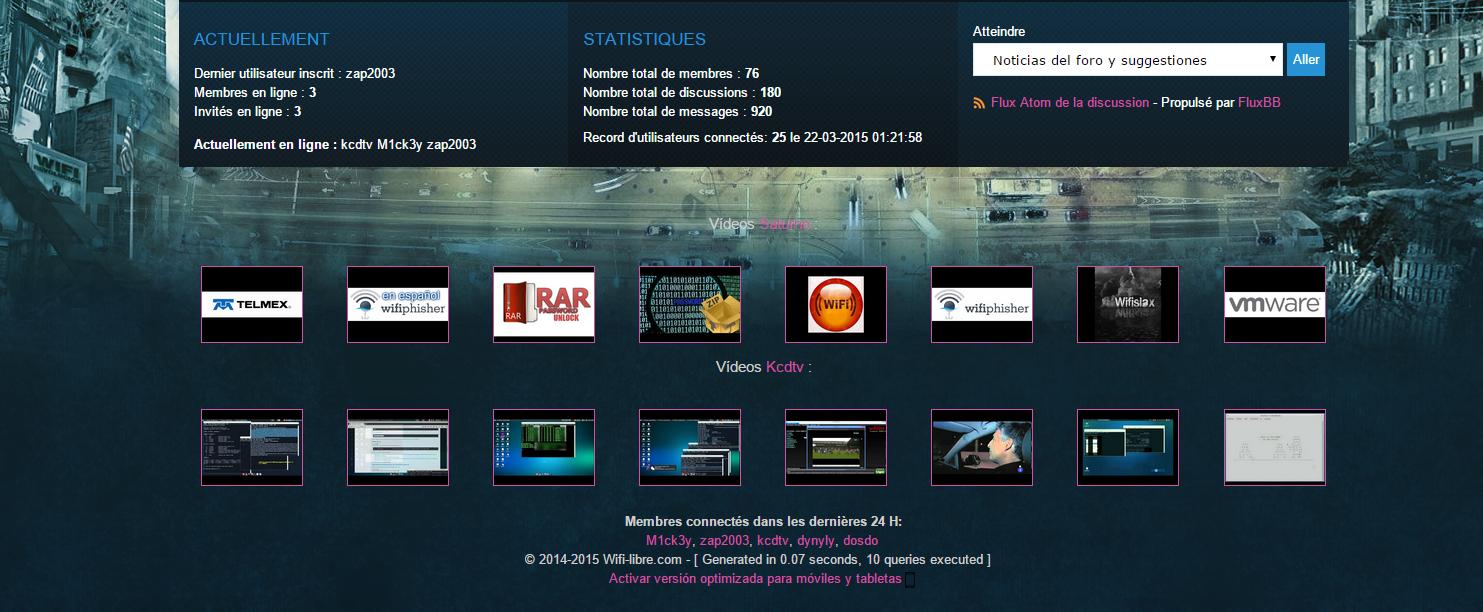 ACTUELLEMENT
Dernier utilisateur inscrit : zap2003
Membres en ligne : 3
Invités en ligne : 3
Actuellement en ligne : kcdtv M1ck3y zap2003
STATISTIQUES
Nombre total de membres : 76
Nombre total de discussions : 180
Nombre total de messages : 920
Record d'utilisateurs connectés: 25 le 22-03-2015 01:21:58
Atteindre
Noticias del foro y suggestiones
Aller
Flux Atom de la discussion - Propulsé par FluxBB
WIFI
Vídeos Saturno :
TELMEX
en español
wifiphisher
RAR
PASSWORD
UNLOCK
RAR
ZIP
WiFi
wifiphisher
Wifislax
vmware
Vídeos Kcdtv :
Membres connectés dans les dernières 24 H:
M1ck3y, zap2003, kcdtv, dynyly, dosdo
© 2014-2015 Wifi-libre.com - [ Generated in 0.07 seconds, 10 queries executed ]
Activar versión optimizada para móviles y tabletas